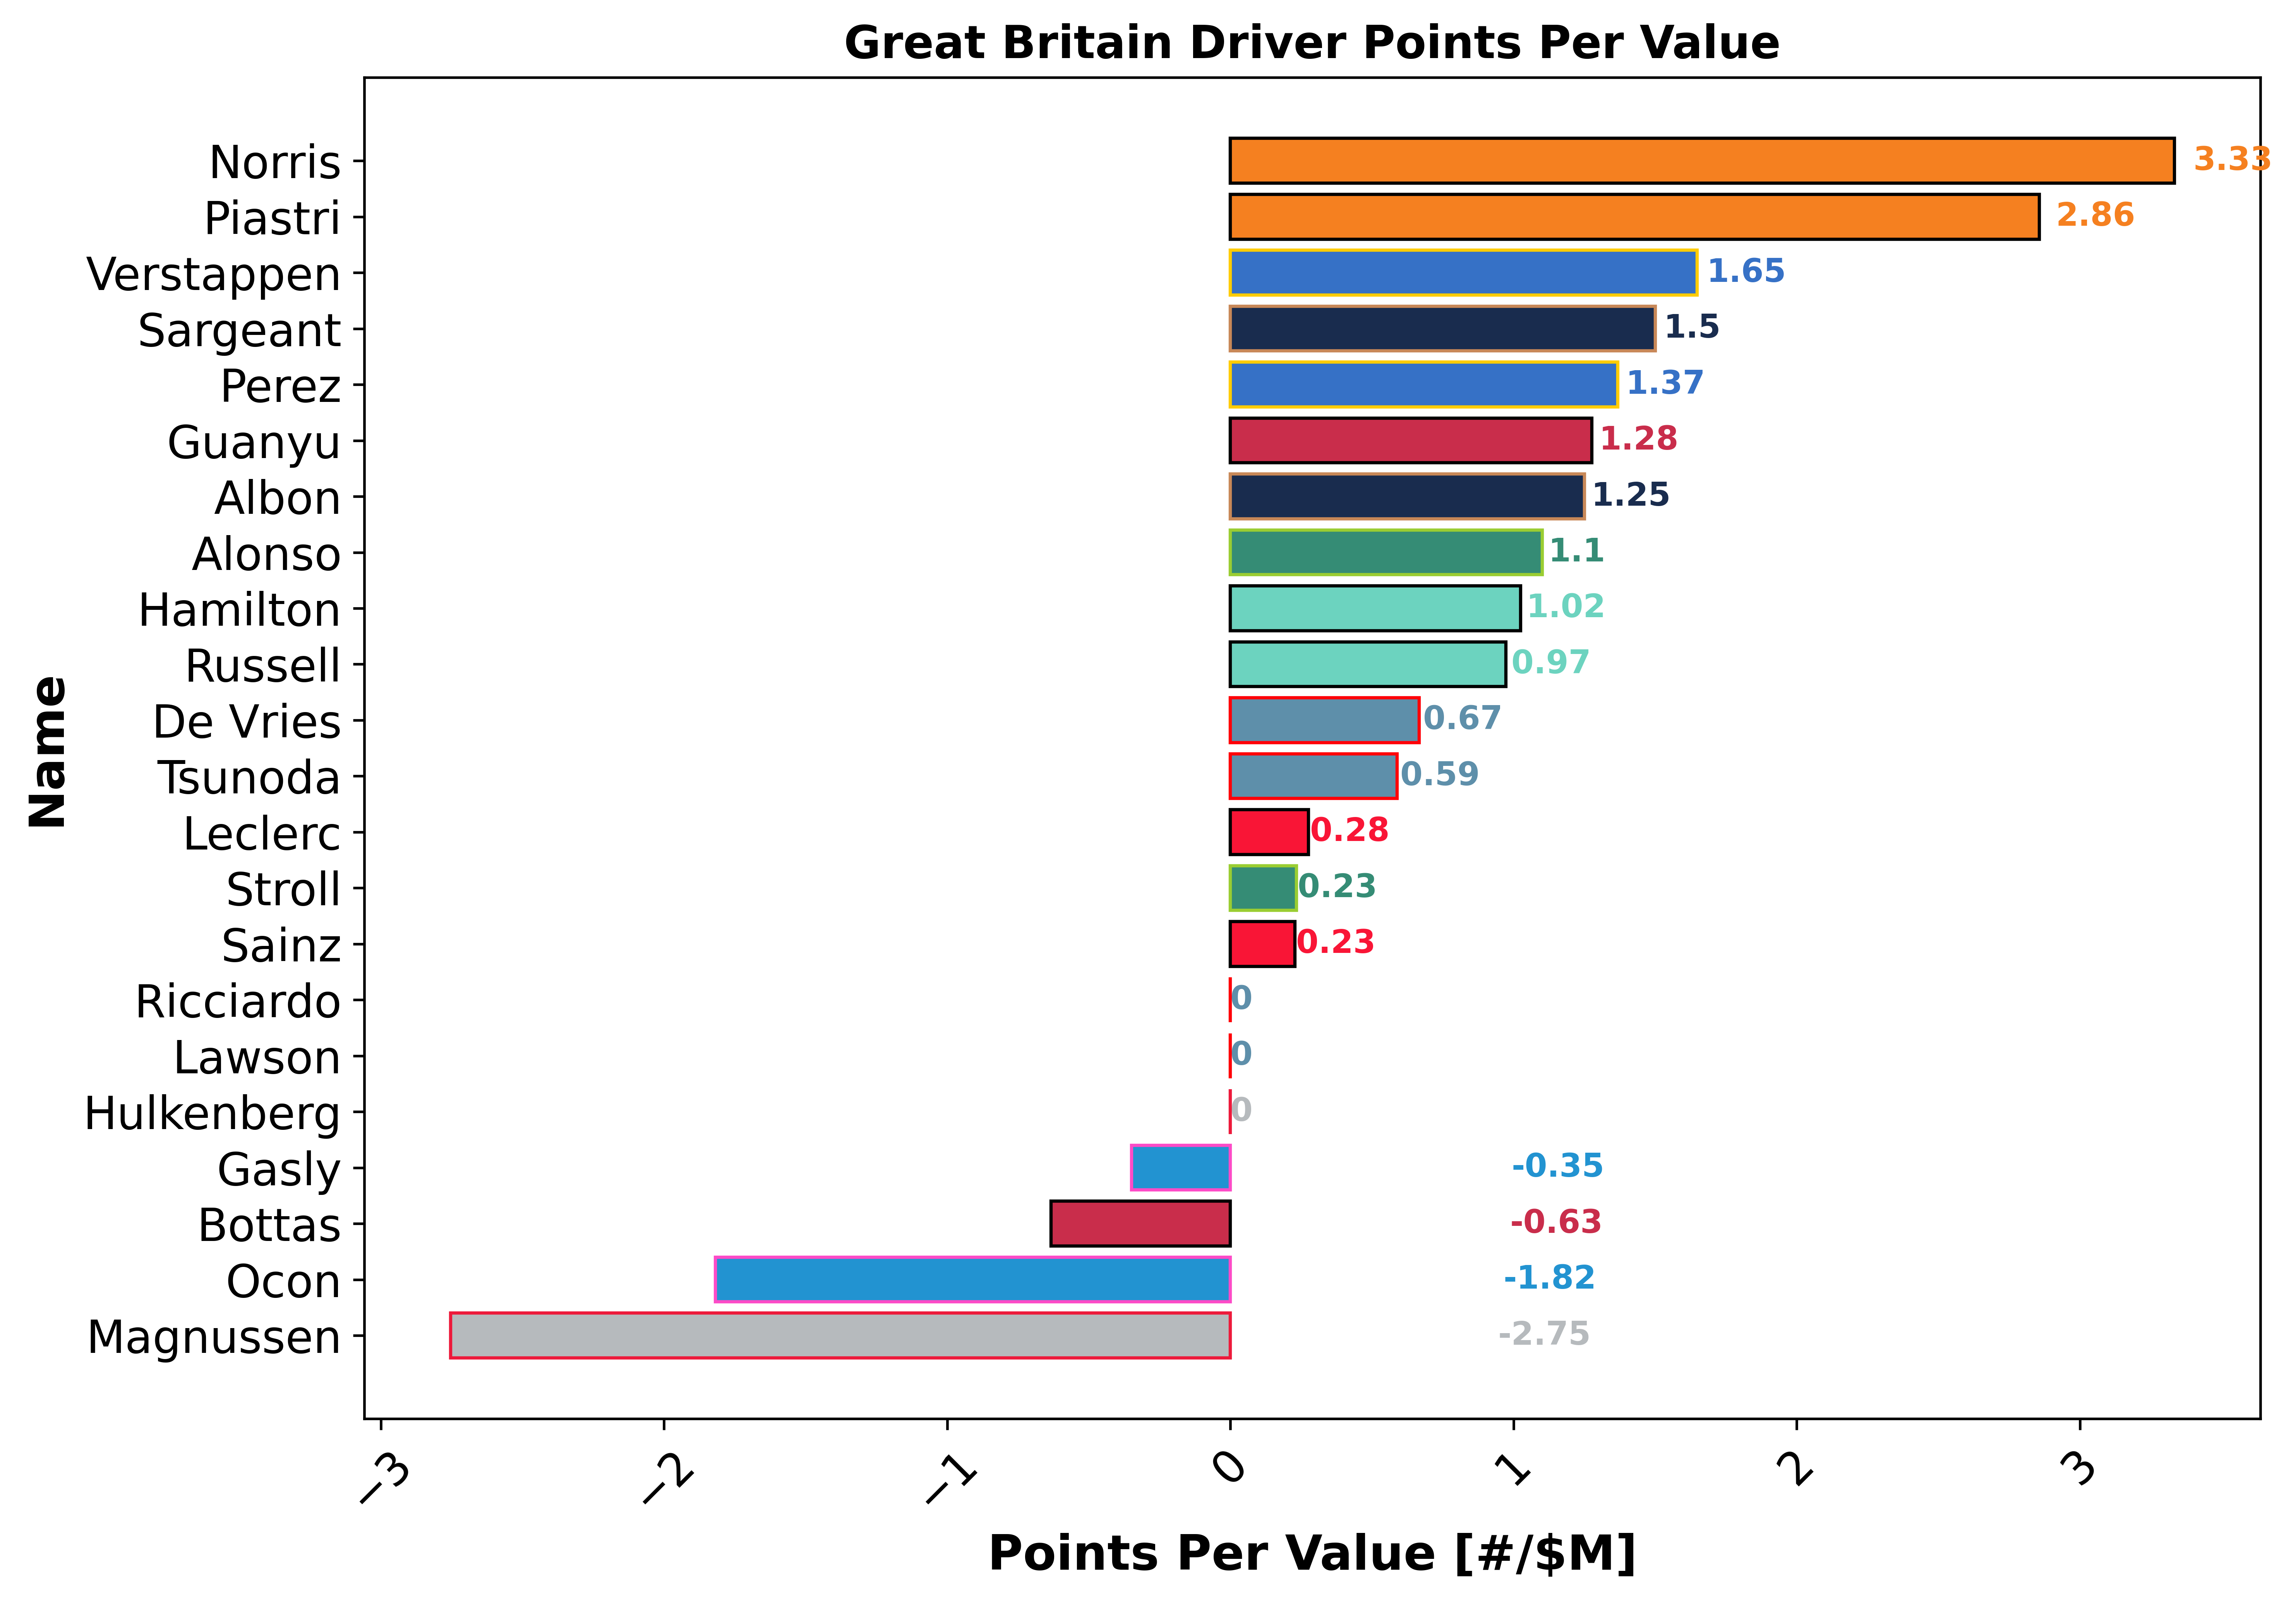 Great Britain Driver Points Per Value
Norris 3.33
Piastri 2.86
Verstappen 1.65
Sargeant 1.5
Perez 1.37
Guanyu 1.28
Albon 1.25
Alonso 1.1
Hamilton 1.02
Russell 0.97
De Vries 0.67
Tsunoda 0.59
Leclerc 0.28
Stroll 0.23
Sainz 0.23
Ricciardo 0
Lawson 0
Hulkenberg 0
Gasly -0.35
Bottas -0.63
Ocon -1.82
Magnussen -2.75
Name
−3 −2 −1 0 1 2 3
Points Per Value [#/$M]